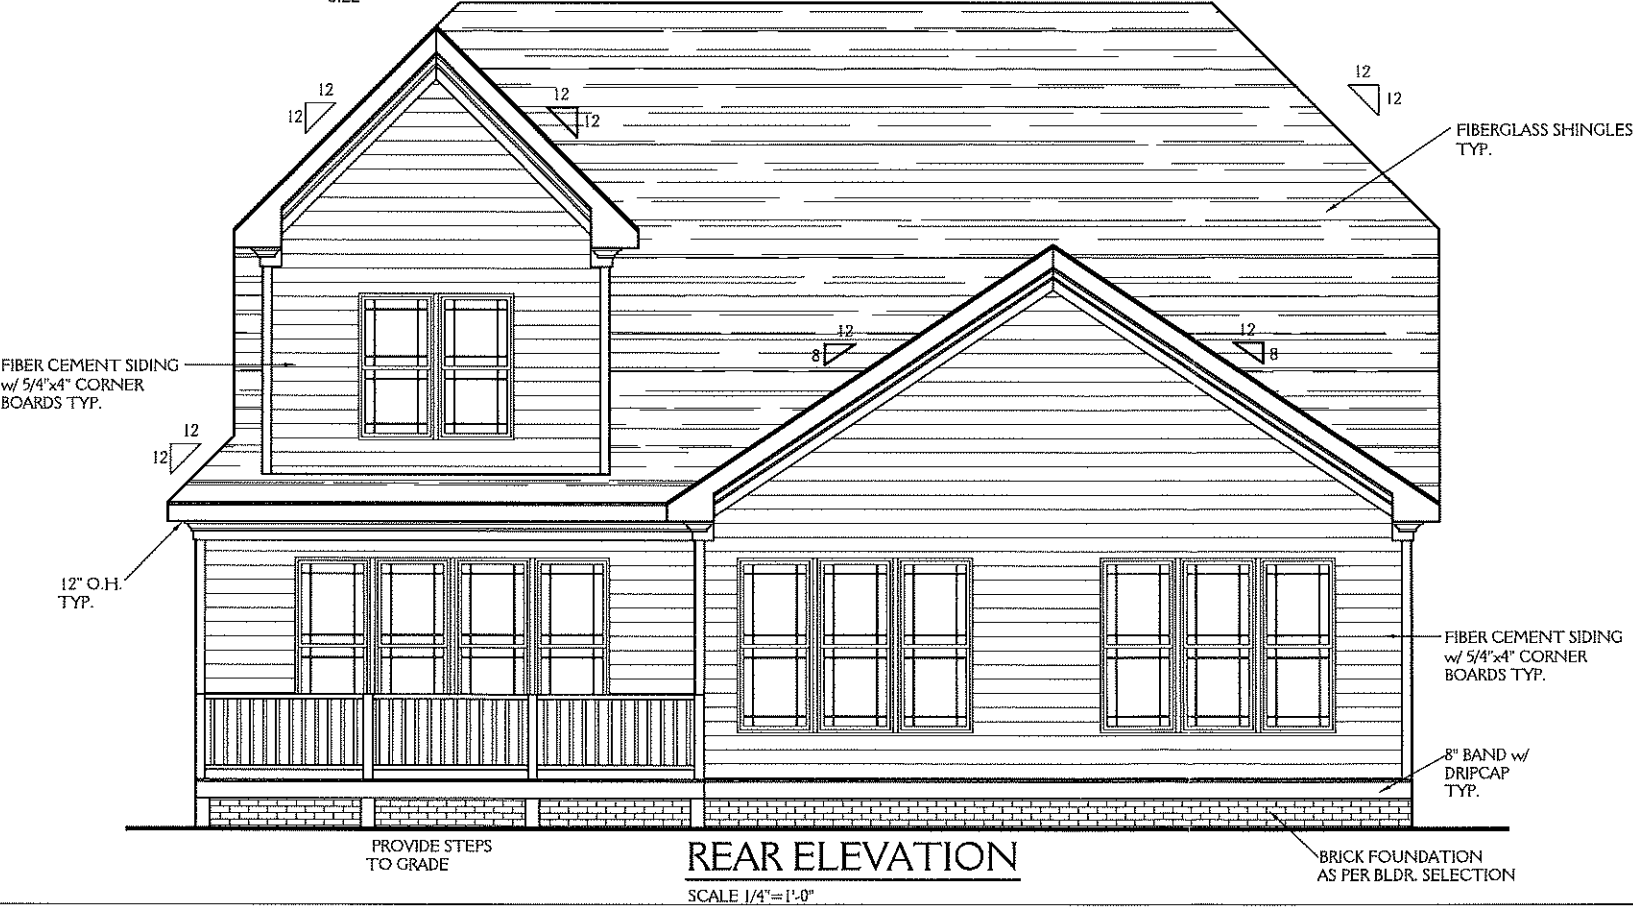 12
12
12
12
12
12
FIBERGLASS SHINGLES
TYP.
12
8
12
8
FIBER CEMENT SIDING
w/ 5/4"x4" CORNER
BOARDS TYP.
12
12
12" O.H.
TYP.
FIBER CEMENT SIDING
w/ 5/4"x4" CORNER
BOARDS TYP.
8" BAND w/
DRIPCAP
TYP.
PROVIDE STEPS
TO GRADE
REAR ELEVATION
SCALE 1/4"=1'-0"
BRICK FOUNDATION
AS PER BLDR. SELECTION